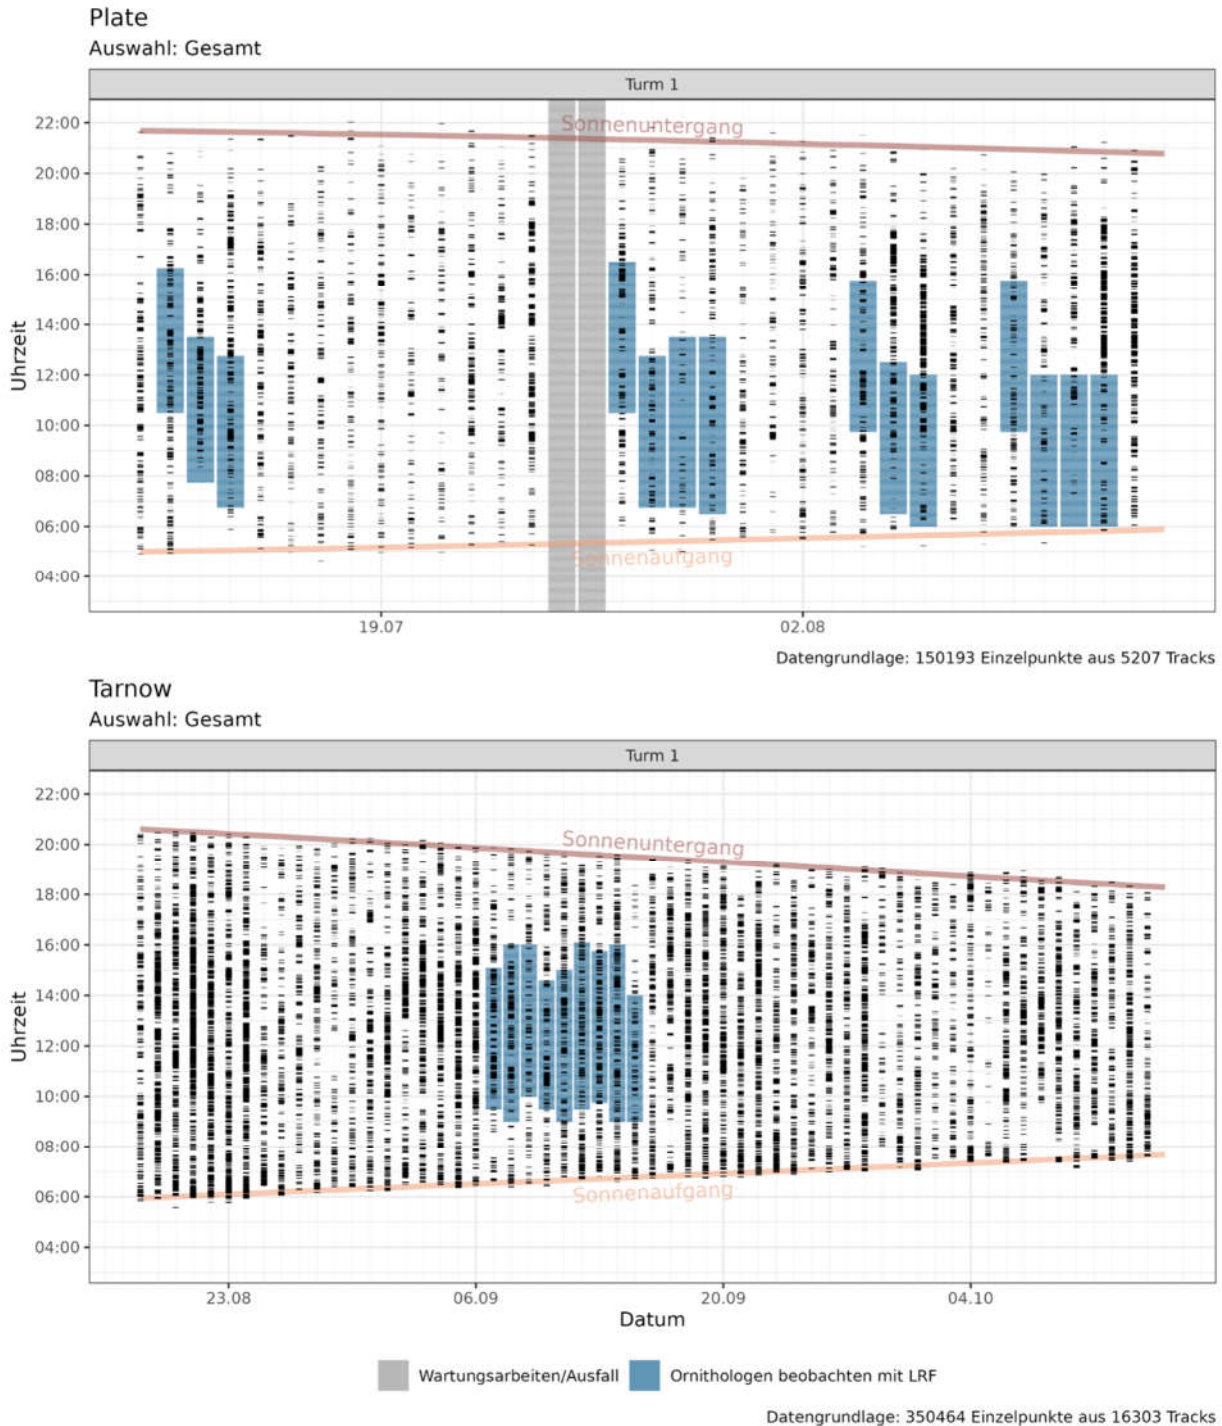 Plate
Auswahl: Gesamt
Turm 1
Sonnenuntergang
22:00
20:00
18:00
16:00
14:00
12:00
10:00
08:00
06:00
04:00
Uhrzeit
Sonnenaufgang
19.07
02.08
Datengrundlage: 150193 Einzelpunkte aus 5207 Tracks
Tarnow
Auswahl: Gesamt
Turm 1
22:00
20:00
18:00
16:00
14:00
12:00
10:00
08:00
06:00
04:00
Uhrzeit
Sonnenuntergang
Sonnenaufgang
23.08
06.09
20.09
04.10
Datum
Wartungsarbeiten/Ausfall
Ornithologen beobachten mit LRF
Datengrundlage: 350464 Einzelpunkte aus 16303 Tracks